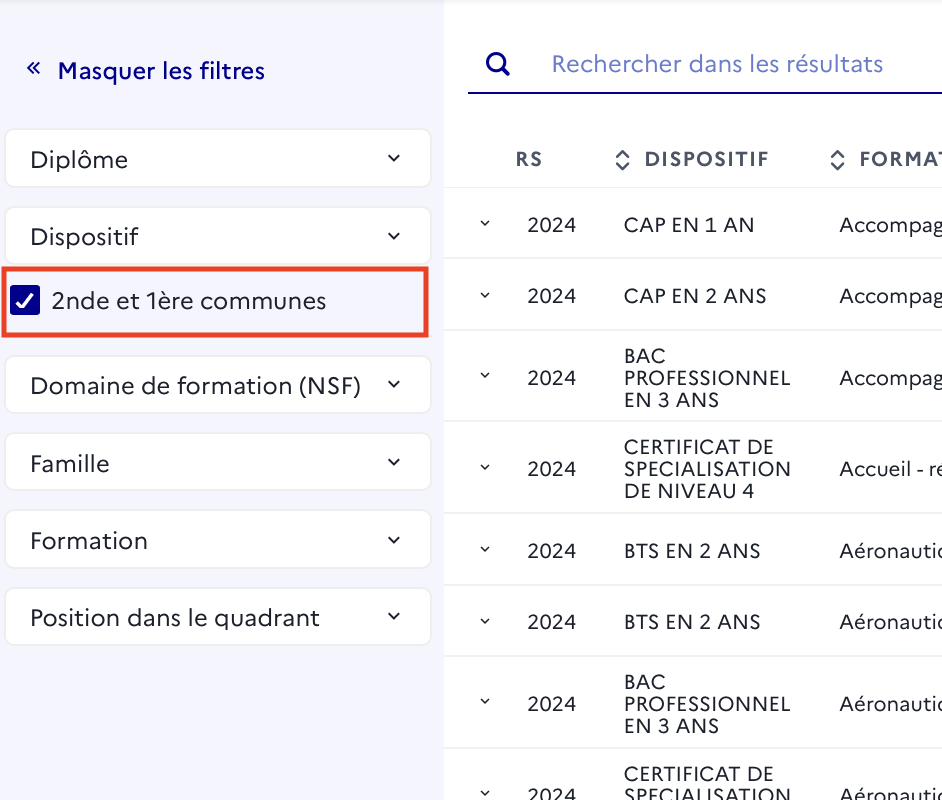 Masquer les filtres
Diplôme
Dispositif
2nde et 1ère communes
Domaine de formation (NSF)
Famille
Formation
Position dans le quadrant
Rechercher dans les résultats
RS DISPOSITIF FORMAT
2024 CAP EN 1 AN Accompag
2024 CAP EN 2 ANS Accompag
BAC
2024 PROFESSIONNEL Accompag
EN 3 ANS
CERTIFICAT DE
2024 SPECIALISATION Accueil - ré
DE NIVEAU 4
2024 BTS EN 2 ANS Aéronautic
2024 BTS EN 2 ANS Aéronautic
BAC
2024 PROFESSIONNEL Aéronautic
EN 3 ANS
CERTIFICAT DE
2024 SPECIALISATION Aéronautic